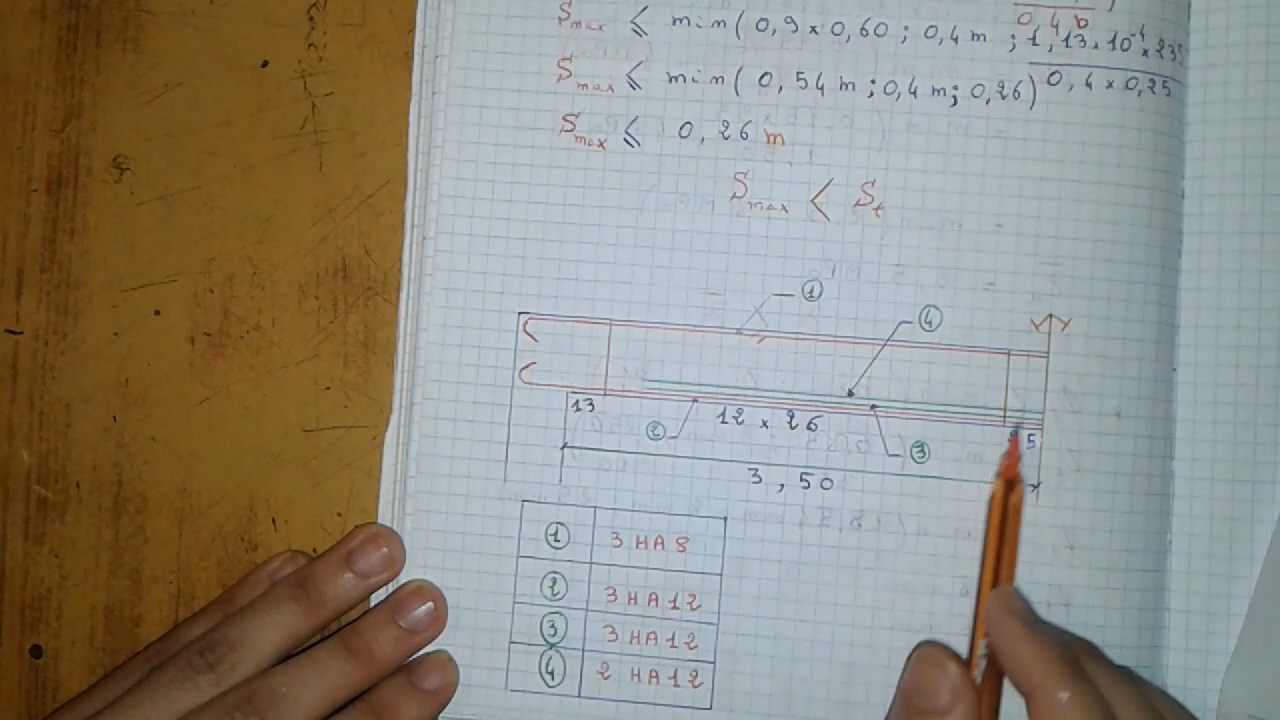 0,4 b )
Smax ⩽ min( 0,9 × 0,60 ; 0,4 m ; 1,13 × 10⁻⁴ × 235
0,4 × 0,25
Smax ⩽ min( 0,54 m ; 0,4 m ; 0,26 )
Smax ⩽ 0,26 m
Smax < St
1
4
13
12 × 26
2
3
5
3,50
1 3 HA 8
2 3 HA 12
3 3 HA 12
4 2 HA 12